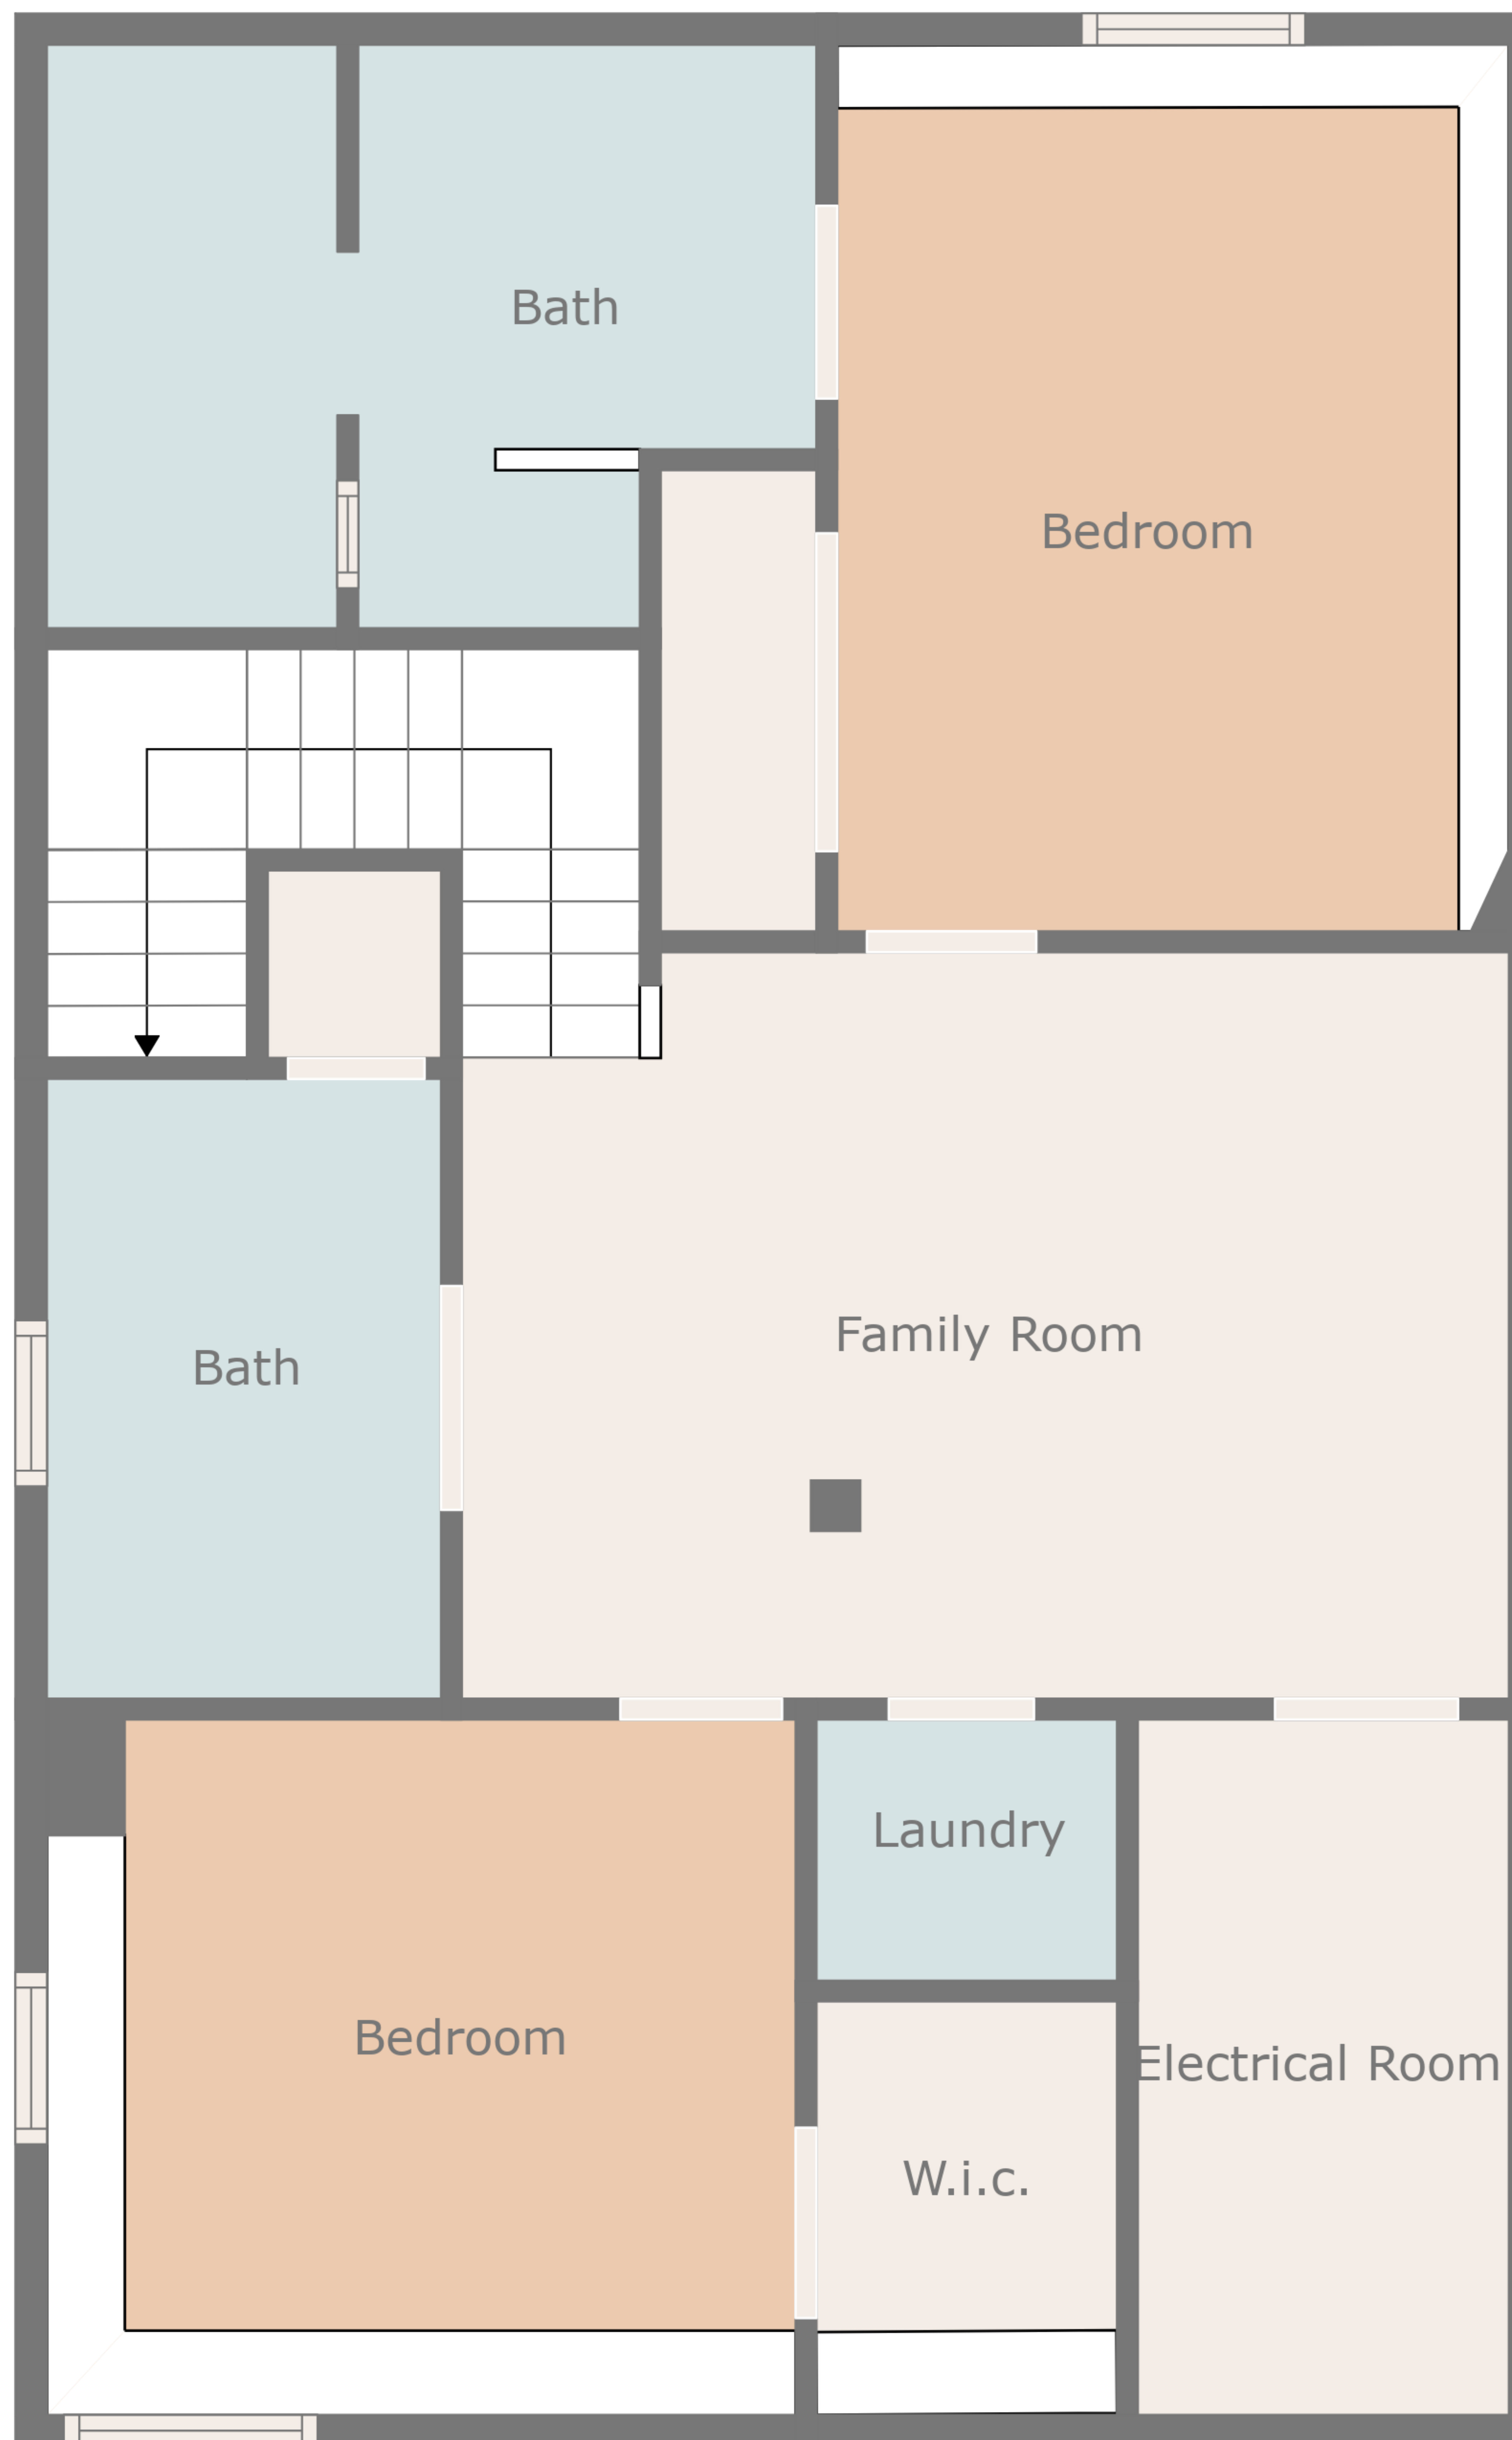 Bath
Bedroom
Family Room
Bath
Laundry
Bedroom
Electrical Room
W.i.c.